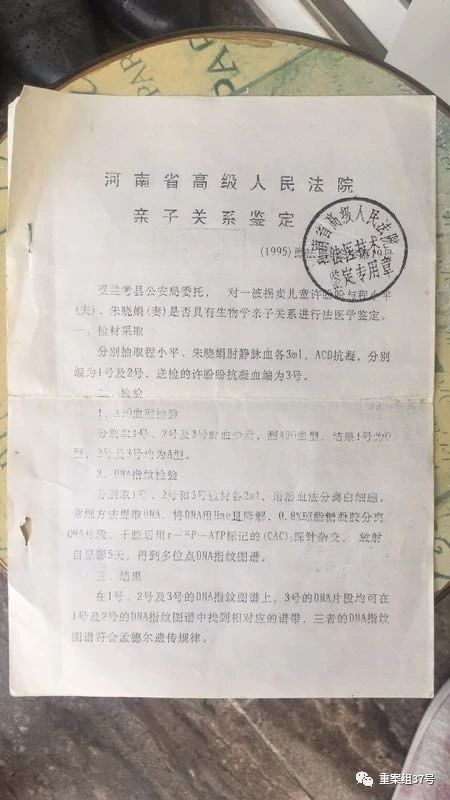 河南省高级人民法院
亲子关系鉴定
河南省高级人民法院
法医技术
鉴定专用章
(1995)豫法
受兰考县公安局委托，对一被拐卖儿童许盼盼与程小平
(夫)、朱晓娟(妻)是否具有生物学亲子关系进行法医学鉴定。
一、检材采取
分别抽取程小平、朱晓娟肘静脉血各3ml，ACD抗凝，分别
编为1号及2号。送检的许盼盼抗凝血编为3号。
二、检验
1、ABO血型检验
分别取1号、2号及3号鲜血少量，测ABO血型，结果1号为O
型，2号及3号均为A型。
2、DNA指纹检验
分别取1号、2号和3号检材各2ml，用溶血法分离白细胞，
常规方法提取DNA。将DNA用HaeⅢ降解，0.8%琼脂糖凝胶分离
DNA片段，干胶后用r-³²P-ATP标记的(CAC)₅探针杂交，放射
自显影5天，得到多位点DNA指纹图谱。
三、结果
在1号、2号及3号的DNA指纹图谱上，3号的DNA片段均可在
1号及2号的DNA指纹图谱中找到相对应的谱带，三者的DNA指纹
图谱符合孟德尔遗传规律。
重案组37号